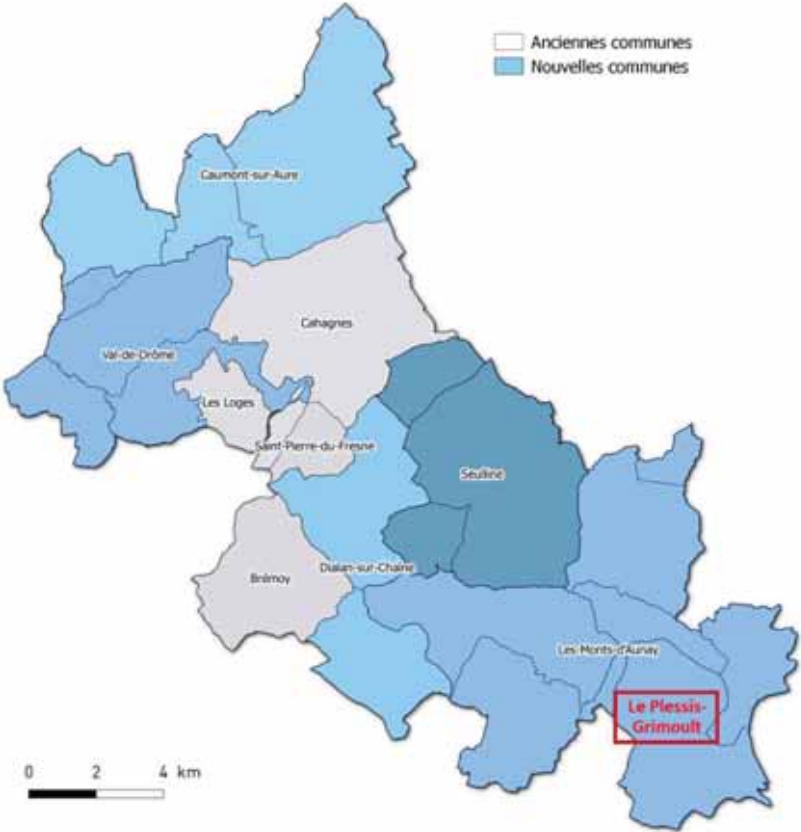 Anciennes communes
Nouvelles communes
Caumont-sur-Aure
Cahagnes
Val-de-Drôme
Les Loges
Saint-Pierre-du-Fresne
Seulline
Dialan-sur-Chaîne
Brémoy
Les Monts-d'Aunay
Le Plessis-
Grimoult
0 2 4 km